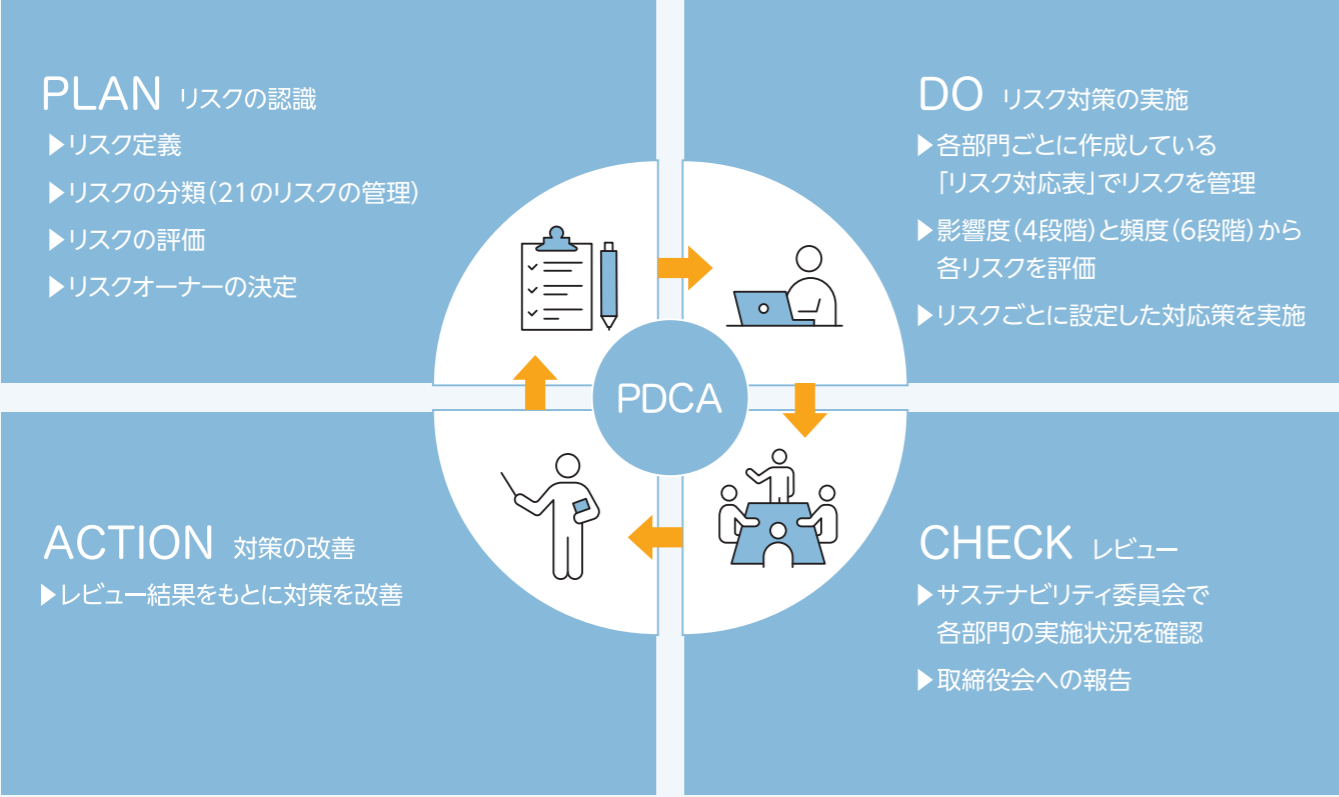 PLAN リスクの認識
▶リスク定義
▶リスクの分類(21のリスクの管理)
▶リスクの評価
▶リスクオーナーの決定
DO リスク対策の実施
▶各部門ごとに作成している
「リスク対応表」でリスクを管理
▶影響度(4段階)と頻度(6段階)から
各リスクを評価
▶リスクごとに設定した対応策を実施
PDCA
ACTION 対策の改善
▶レビュー結果をもとに対策を改善
CHECK レビュー
▶サステナビリティ委員会で
各部門の実施状況を確認
▶取締役会への報告